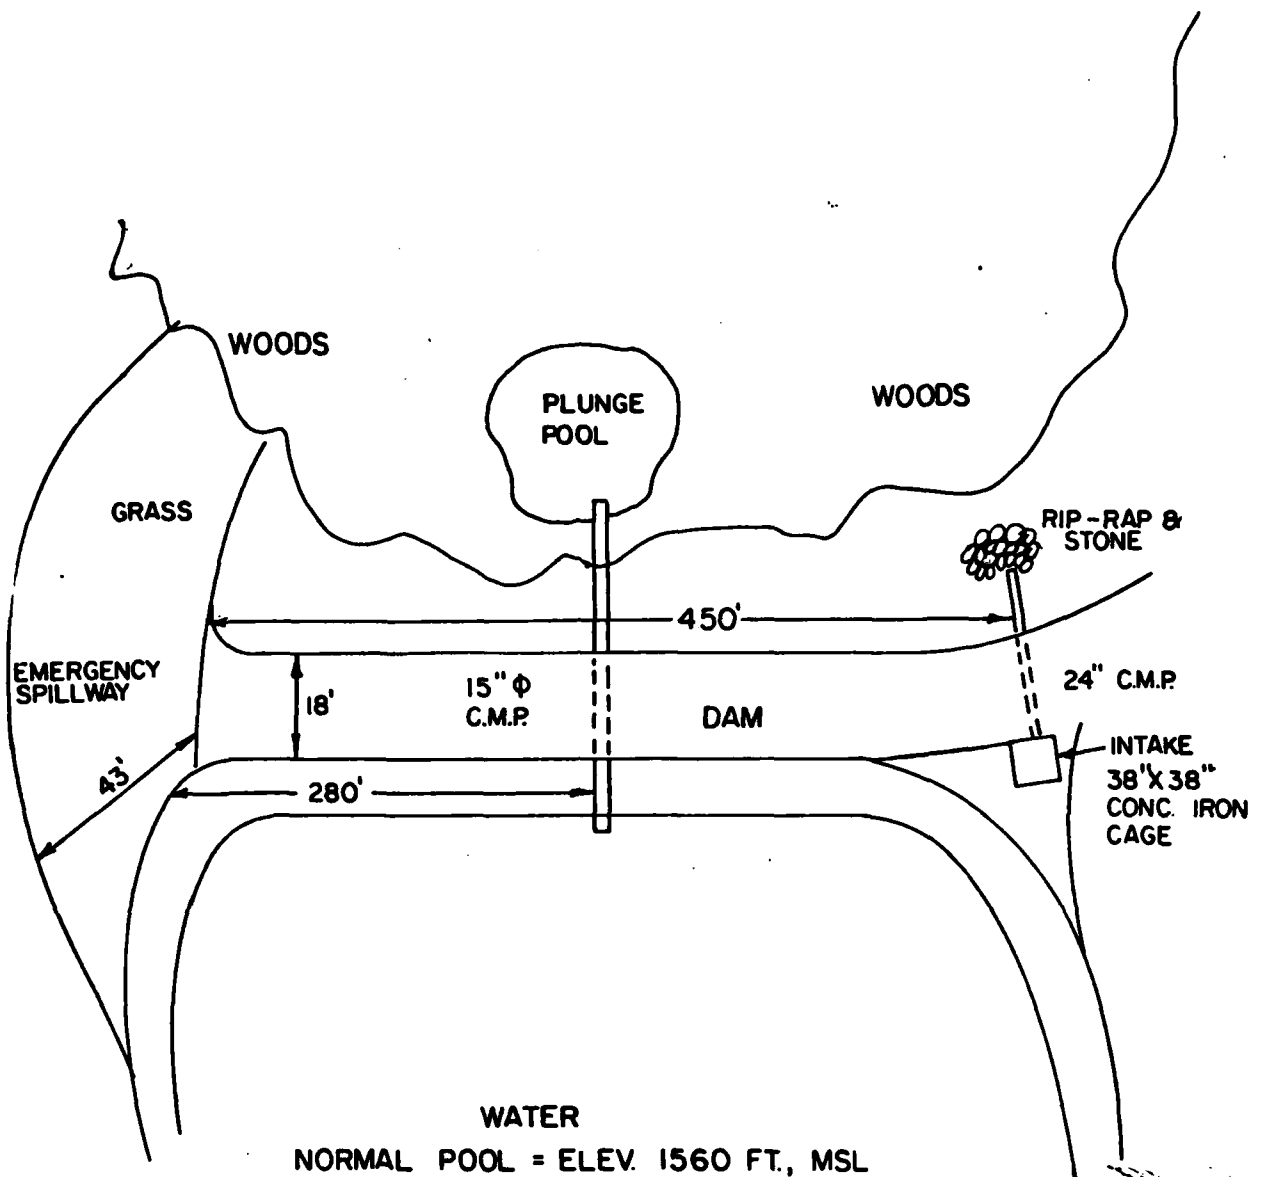 WOODS
PLUNGE
POOL
WOODS
GRASS
RIP-RAP &
STONE
450'
EMERGENCY
SPILLWAY
18'
15" Φ
C.M.P.
DAM
24" C.M.P.
43'
280'
INTAKE
38"X38"
CONC. IRON
CAGE
WATER
NORMAL POOL = ELEV. 1560 FT., MSL